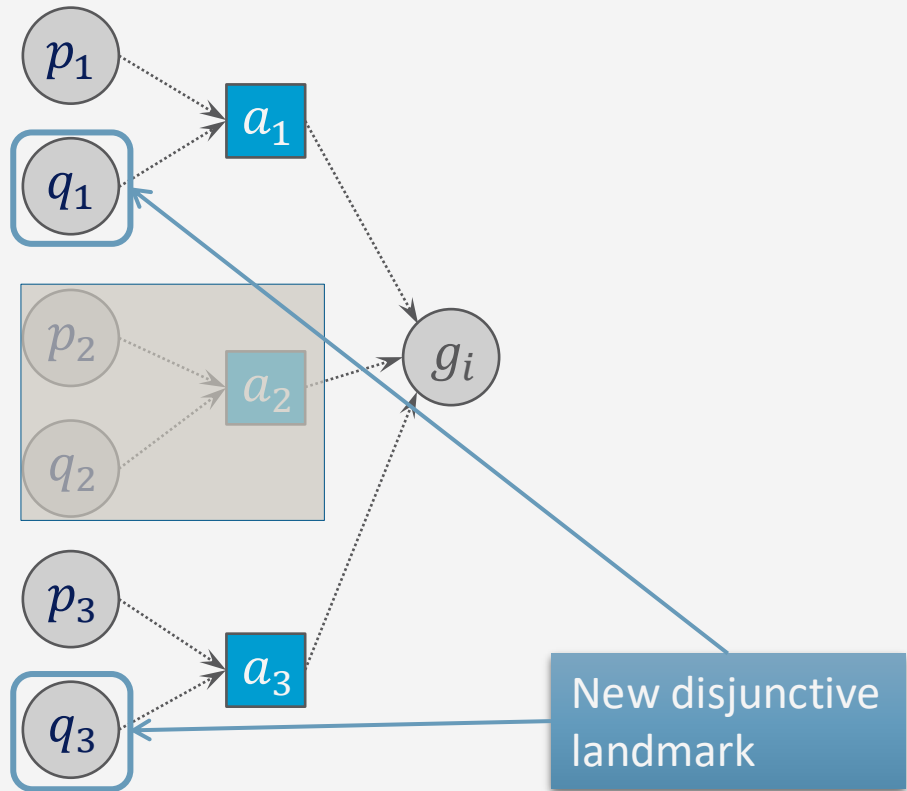 p₁
a₁
q₁
p₂
a₂
gᵢ
q₂
p₃
a₃
q₃
New disjunctive
landmark